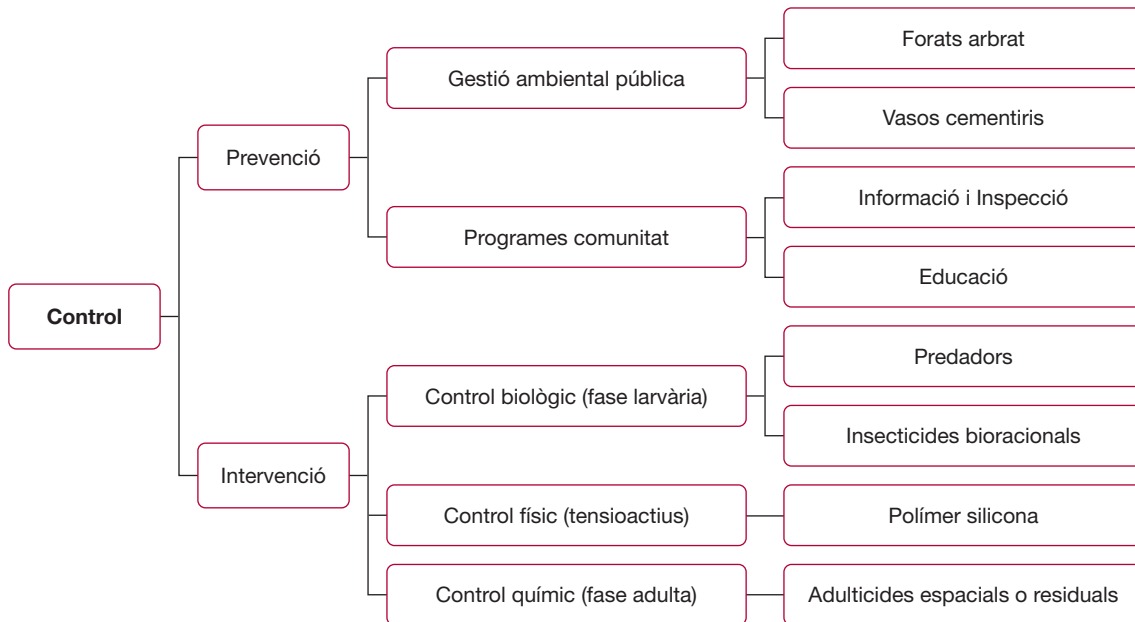 Forats arbrat
Gestió ambiental pública
Vasos cementiris
Prevenció
Informació i Inspecció
Programes comunitat
Educació
Control
Predadors
Control biològic (fase larvària)
Insecticides bioracionals
Intervenció
Control físic (tensioactius)
Polímer silicona
Control químic (fase adulta)
Adulticides espacials o residuals